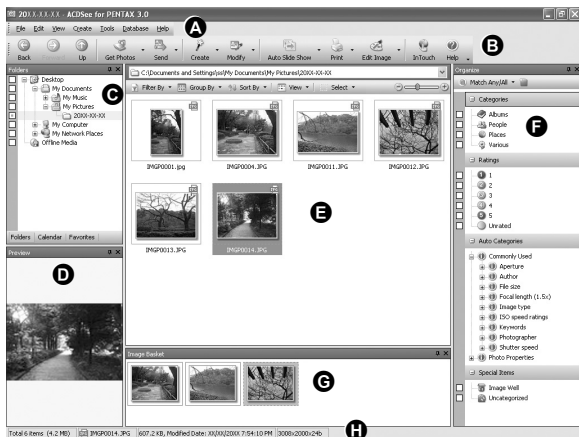 20XX-XX-XX - ACDSee for PENTAX 3.0
File Edit View Create Tools Database Help
A
Back Forward Up Get Photos Send Create Modify Auto Slide Show Print Edit Image InTouch Help
B
Folders
Desktop
My Documents
My Music
My Pictures
20XX-XX-XX
My Computer
My Network Places
Offline Media
C
Folders Calendar Favorites
Preview
D
C:\Documents and Settings\ys\My Documents\My Pictures\20XX-XX-XX
Filter By Group By Sort By View Select
IMGP0001.jpg IMGP0004.JPG IMGP0011.JPG IMGP0012.JPG
IMGP0013.JPG IMGP0014.JPG
E
Image Basket
G
Organize
Match Any/All
Categories
Albums
People
Places
Various
F
Ratings
1
2
3
4
5
Unrated
Auto Categories
Commonly Used
Aperture
Author
File size
Focal length (1.5x)
Image type
ISO speed ratings
Keywords
Photographer
Shutter speed
Photo Properties
Special Items
Image Well
Uncategorized
Total 6 items (4.2 MB) IMGP0014.JPG 607.2 KB, Modified Date: XX/XX/20XX 7:54:10 PM 3008x2000x24b
H